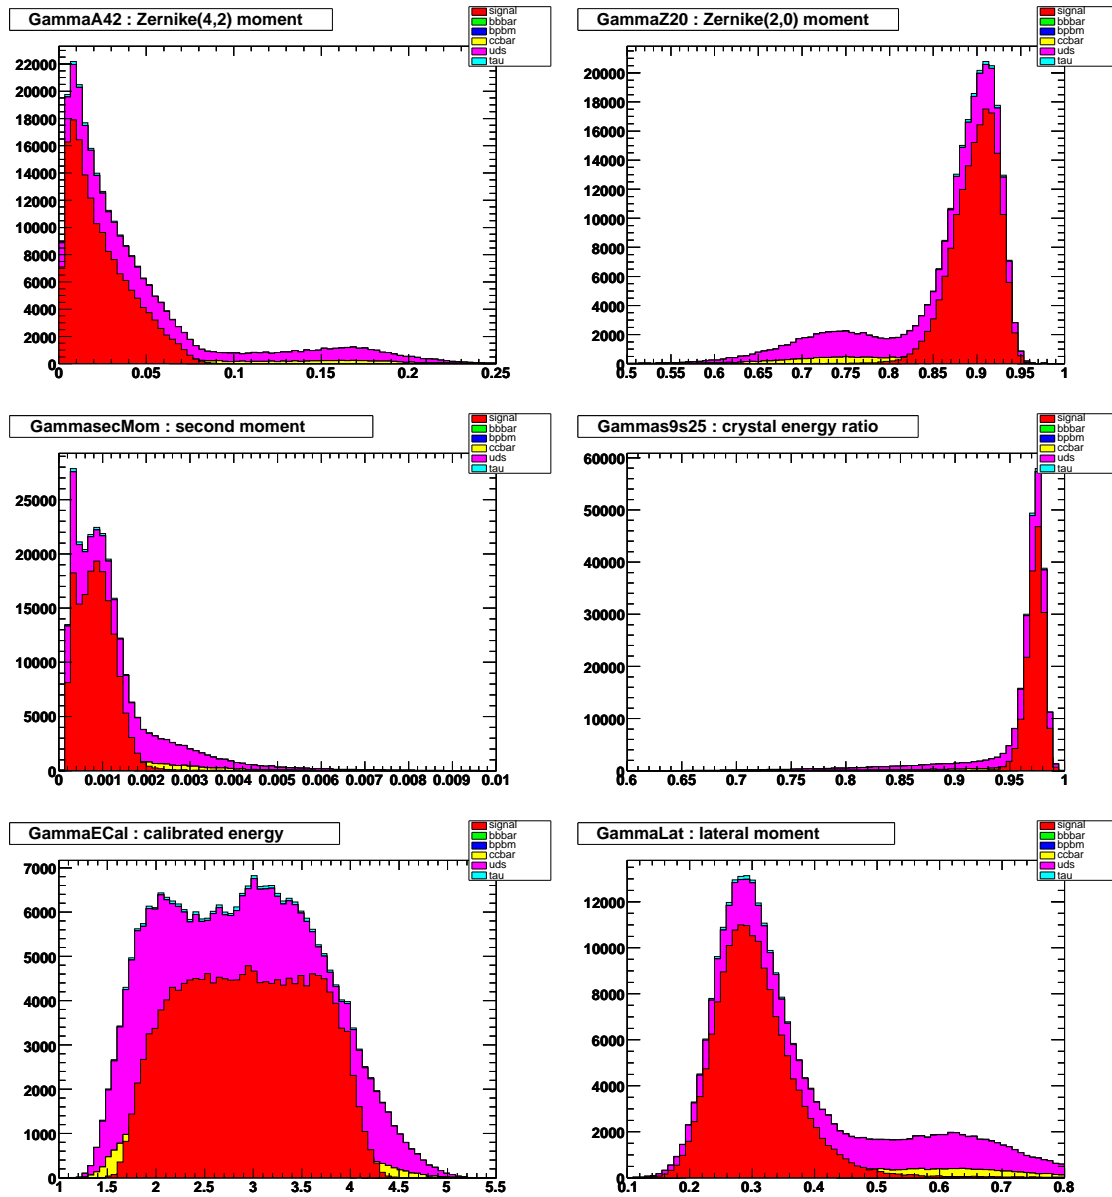 GammaA42 : Zernike(4,2) moment
signal
bbbar
bpbm
ccbar
uds
tau
22000
20000
18000
16000
14000
12000
10000
8000
6000
4000
2000
0
0 0.05 0.1 0.15 0.2 0.25
GammaZ20 : Zernike(2,0) moment
signal
bbbar
bpbm
ccbar
uds
tau
20000
18000
16000
14000
12000
10000
8000
6000
4000
2000
0
0.5 0.55 0.6 0.65 0.7 0.75 0.8 0.85 0.9 0.95 1
GammasecMom : second moment
signal
bbbar
bpbm
ccbar
uds
tau
25000
20000
15000
10000
5000
0
0 0.001 0.002 0.003 0.004 0.005 0.006 0.007 0.008 0.009 0.01
Gammas9s25 : crystal energy ratio
signal
bbbar
bpbm
ccbar
uds
tau
60000
50000
40000
30000
20000
10000
0
0.6 0.65 0.7 0.75 0.8 0.85 0.9 0.95 1
GammaECal : calibrated energy
signal
bbbar
bpbm
ccbar
uds
tau
7000
6000
5000
4000
3000
2000
1000
0
1 1.5 2 2.5 3 3.5 4 4.5 5 5.5
GammaLat : lateral moment
signal
bbbar
bpbm
ccbar
uds
tau
12000
10000
8000
6000
4000
2000
0
0.1 0.2 0.3 0.4 0.5 0.6 0.7 0.8